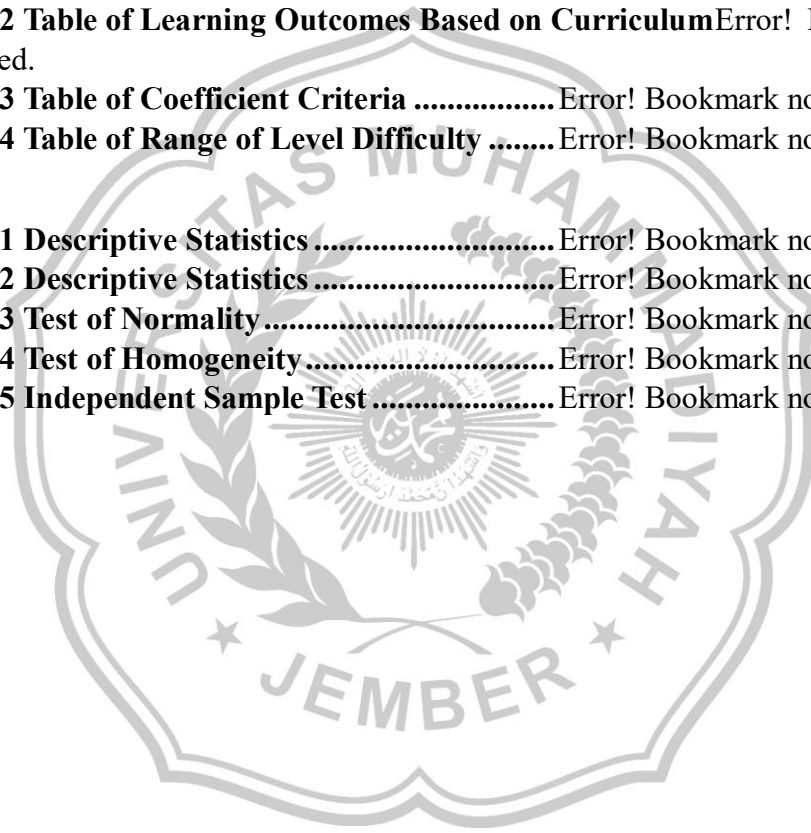 2 Table of Learning Outcomes Based on CurriculumError!
ed.
3 Table of Coefficient Criteria ..................Error! Bookmark no
4 Table of Range of Level Difficulty ........Error! Bookmark no
1 Descriptive Statistics ............................Error! Bookmark no
2 Descriptive Statistics ............................Error! Bookmark no
3 Test of Normality..................................Error! Bookmark no
4 Test of Homogeneity.............................Error! Bookmark no
5 Independent Sample Test .....................Error! Bookmark no
UNIVERSITAS MUHAMMADIYAH
JEMBER